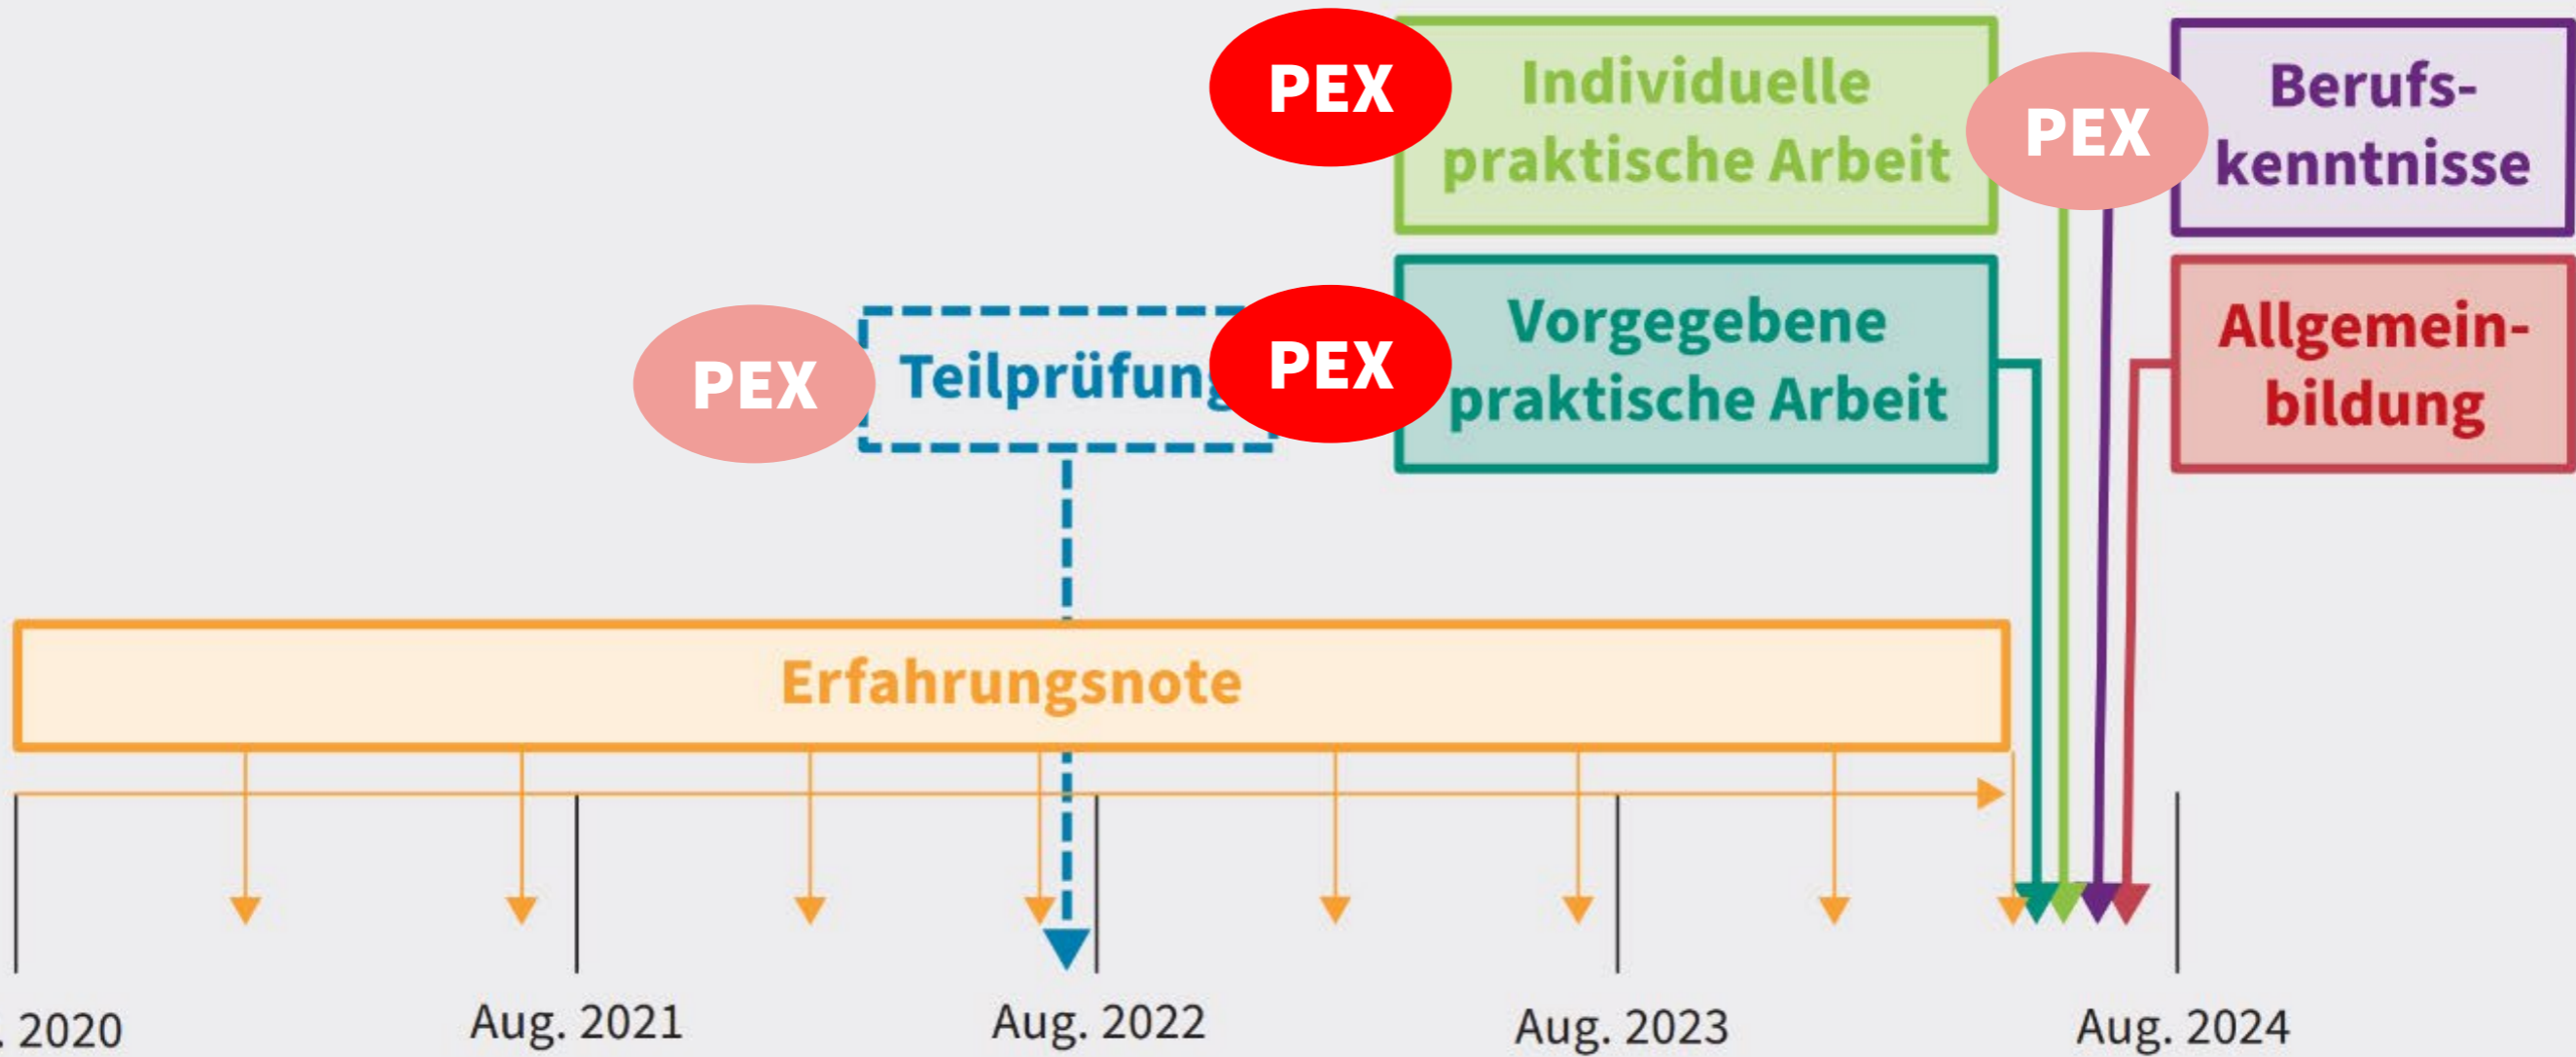 PEX
Individuelle
praktische Arbeit
PEX
Berufs-
kenntnisse
PEX
Teilprüfung
PEX
Vorgegebene
praktische Arbeit
Allgemein-
bildung
Erfahrungsnote
. 2020
Aug. 2021
Aug. 2022
Aug. 2023
Aug. 2024